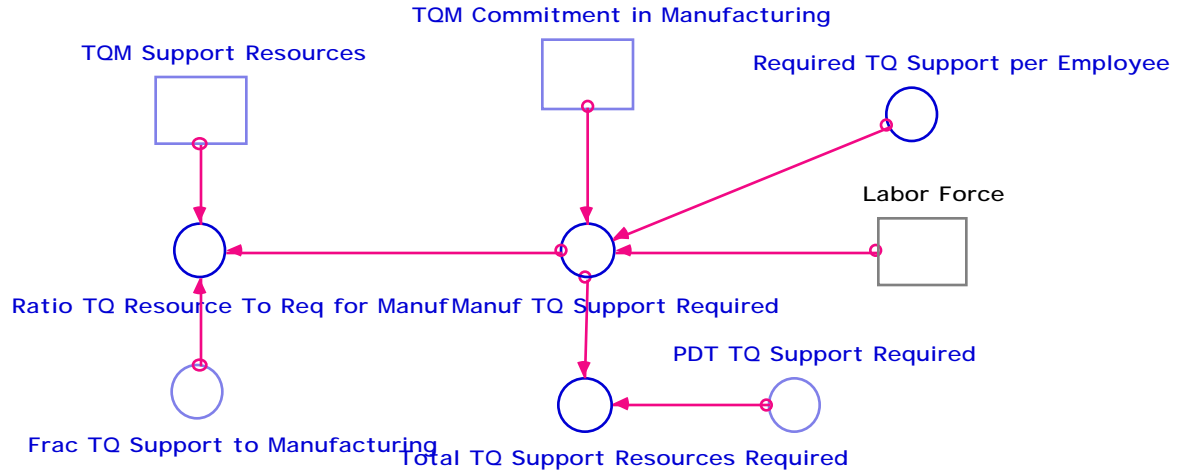 TQM Commitment in Manufacturing
TQM Support Resources
Required TQ Support per Employee
Labor Force
Ratio TQ Resource To Req for Manuf
Manuf TQ Support Required
PDT TQ Support Required
Frac TQ Support to Manufacturing
Total TQ Support Resources Required